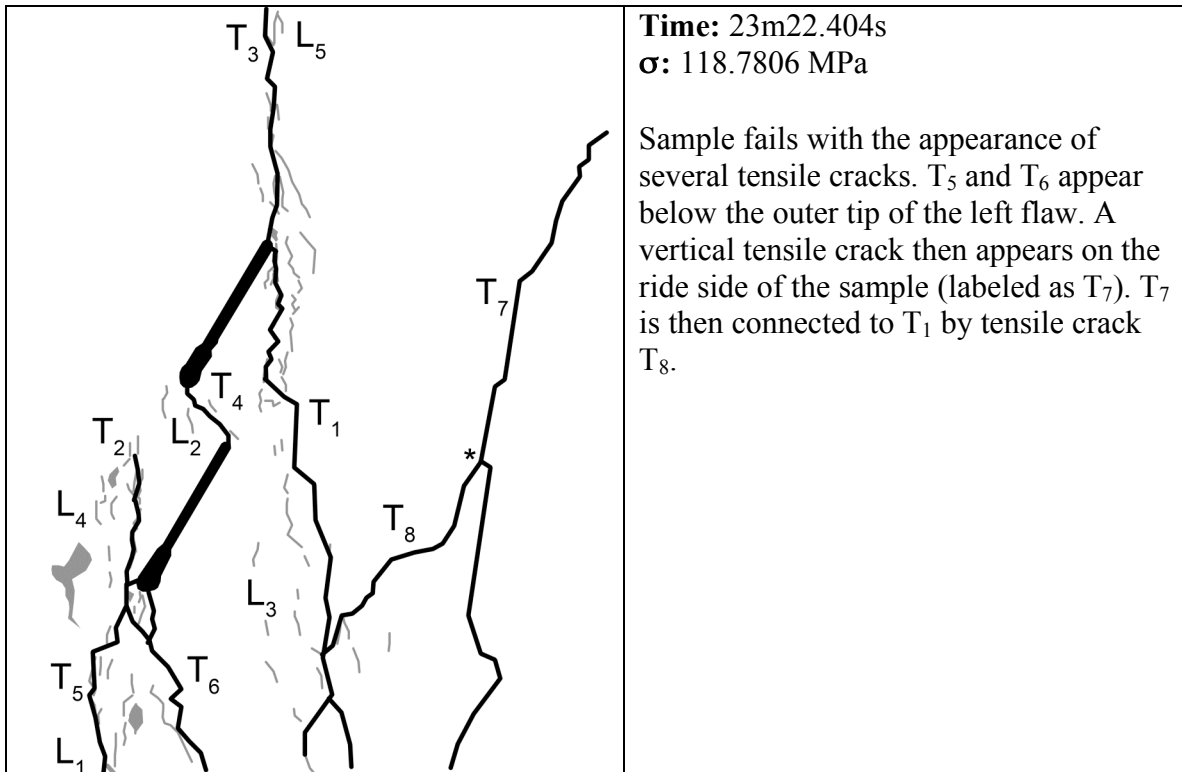 T₃ L₅
T₇
T₄
T₁
T₂ L₂
L₄
T₈
*
L₃
T₅ T₆
L₁
Time: 23m22.404s
σ: 118.7806 MPa
Sample fails with the appearance of
several tensile cracks. T₅ and T₆ appear
below the outer tip of the left flaw. A
vertical tensile crack then appears on the
ride side of the sample (labeled as T₇). T₇
is then connected to T₁ by tensile crack
T₈.